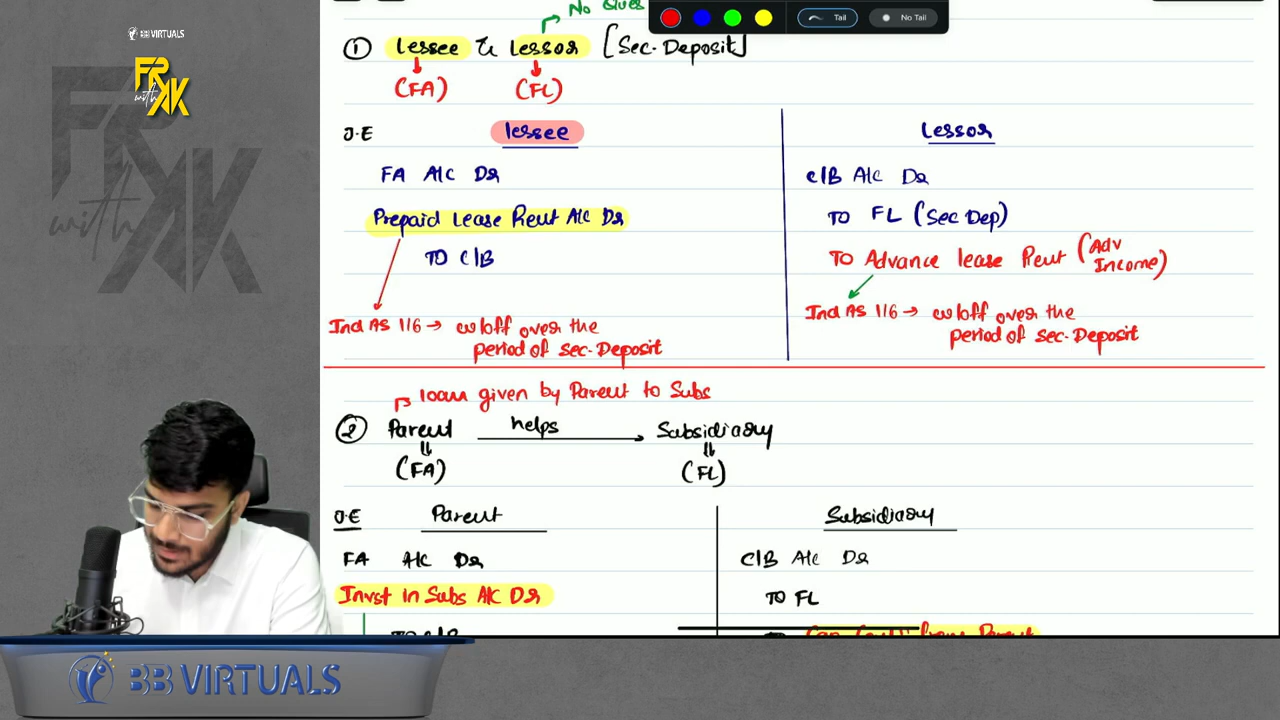 BB VIRTUALS
FR with AK
No Ques
Tail
No Tail
① Lessee & Lessor [Sec. Deposit]
(FA) (FL)
J.E Lessee
FA A/c Dr
Prepaid Lease Rent A/c Dr
TO C/B
Ind AS 116 → w/off over the
period of sec. Deposit
Lessor
C/B A/c Dr
TO FL (Sec Dep)
TO Advance lease Rent (Adv
Income)
Ind AS 116 → w/off over the
period of sec. Deposit
loan given by Parent to Subs
② Parent helps Subsidiary
(FA) (FL)
J.E Parent
FA A/c Dr
Invst in Subs A/c Dr
TO C/B
Subsidiary
C/B A/c Dr
TO FL
from Parent
BB VIRTUALS